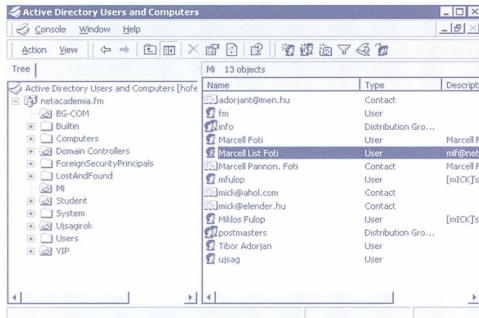 Active Directory Users and Computers
Console Window Help
Action View
Tree
Mi 13 objects
Active Directory Users and Computers [hofe
netacademia.fm
BG-COM
Builtin
Computers
Domain Controllers
ForeignSecurityPrincipals
LostAndFound
Mi
Student
System
Ujsagirok
Users
VIP
Name Type Descripti
adorjant@men.hu Contact
fm User
info Distribution Gro...
Marcell Foti User Marcell F
Marcell List Foti User mlf@net
Marcell Pannon. Foti Contact Marcell F
mfulop User [mICK]'s
mick@ahol.com Contact
mick@elender.hu Contact
Miklos Fulop User [mICK]'s
postmasters Distribution Gro...
Tibor Adorjan User
ujsag User